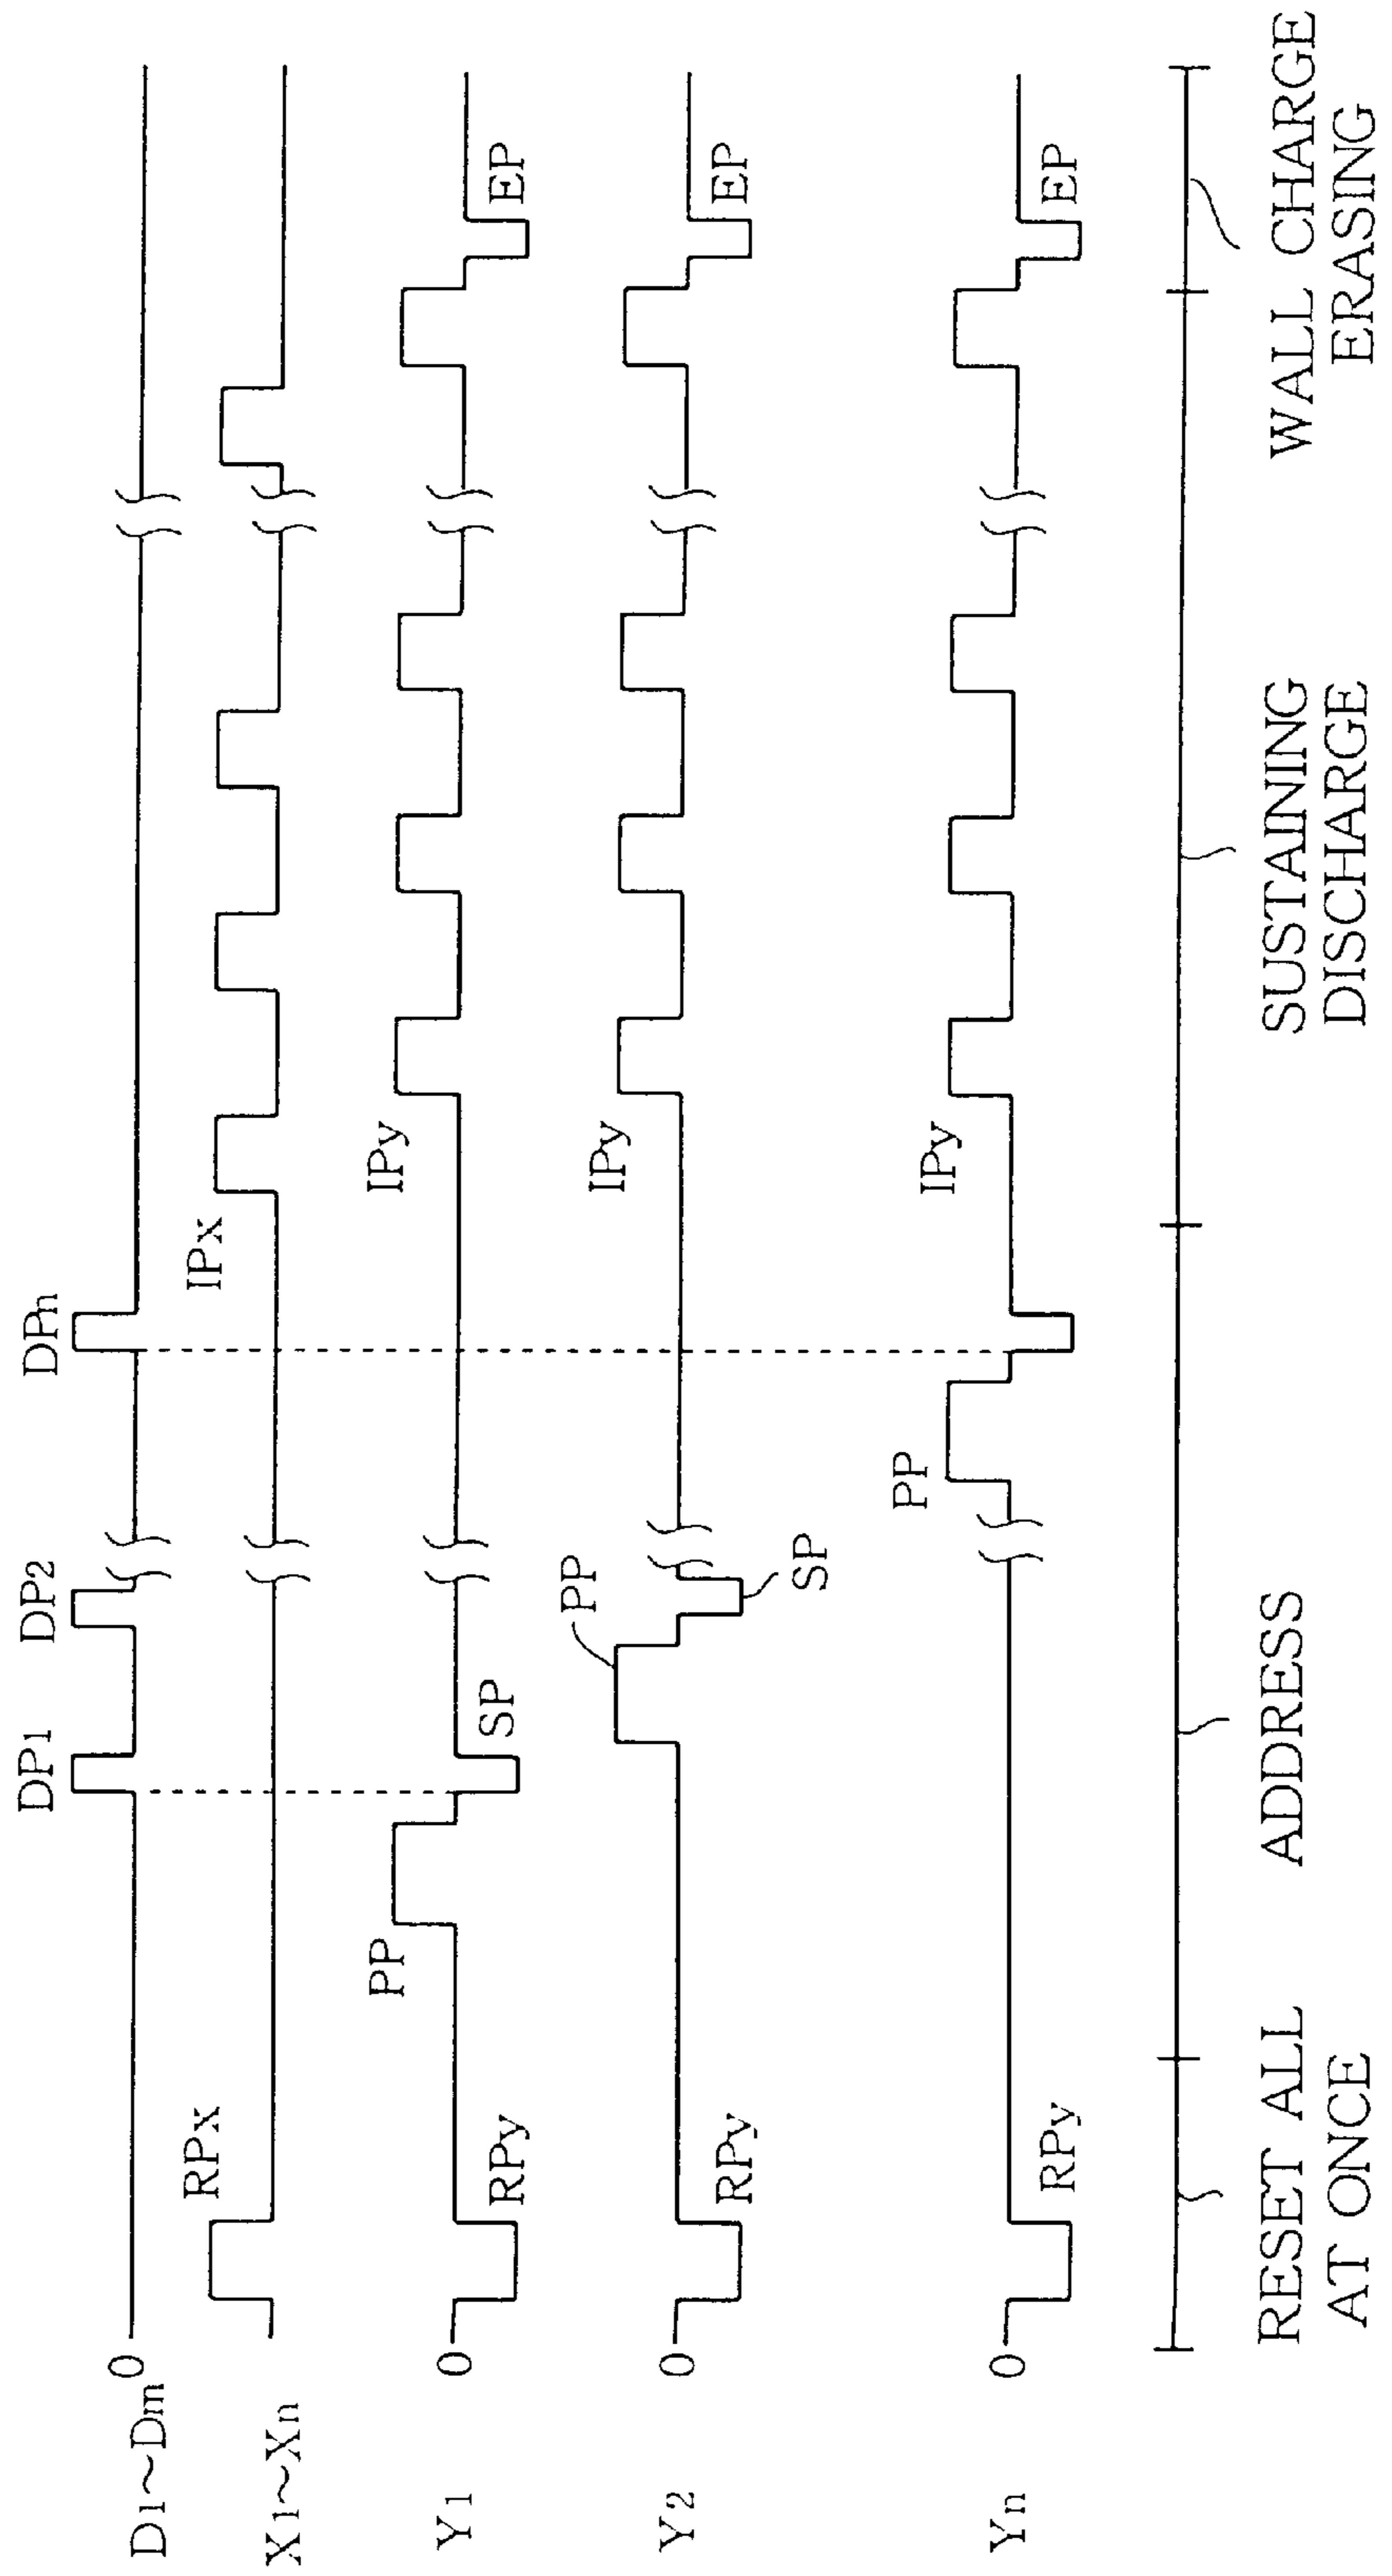 DP1 DP2 DPn
D1~Dm 0
RPx IPx
X1~Xn
PP IPy
Y1 0
RPy SP EP
PP IPy
Y2 0
RPy SP EP
PP IPy
Yn 0
RPy EP
RESET ALL
AT ONCE
ADDRESS
SUSTAINING
DISCHARGE
WALL CHARGE
ERASING